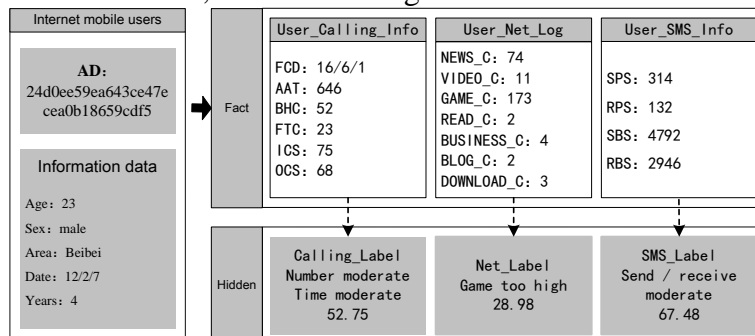 Internet mobile users
AD:
24d0ee59ea643ce47e
cea0b18659cdf5
Information data
Age: 23
Sex: male
Area: Beibei
Date: 12/2/7
Years: 4
Fact
User_Calling_Info
FCD: 16/6/1
AAT: 646
BHC: 52
FTC: 23
ICS: 75
OCS: 68
User_Net_Log
NEWS_C: 74
VIDEO_C: 11
GAME_C: 173
READ_C: 2
BUSINESS_C: 4
BLOG_C: 2
DOWNLOAD_C: 3
User_SMS_Info
SPS: 314
RPS: 132
SBS: 4792
RBS: 2946
Hidden
Calling_Label
Number moderate
Time moderate
52.75
Net_Label
Game too high
28.98
SMS_Label
Send / receive
moderate
67.48